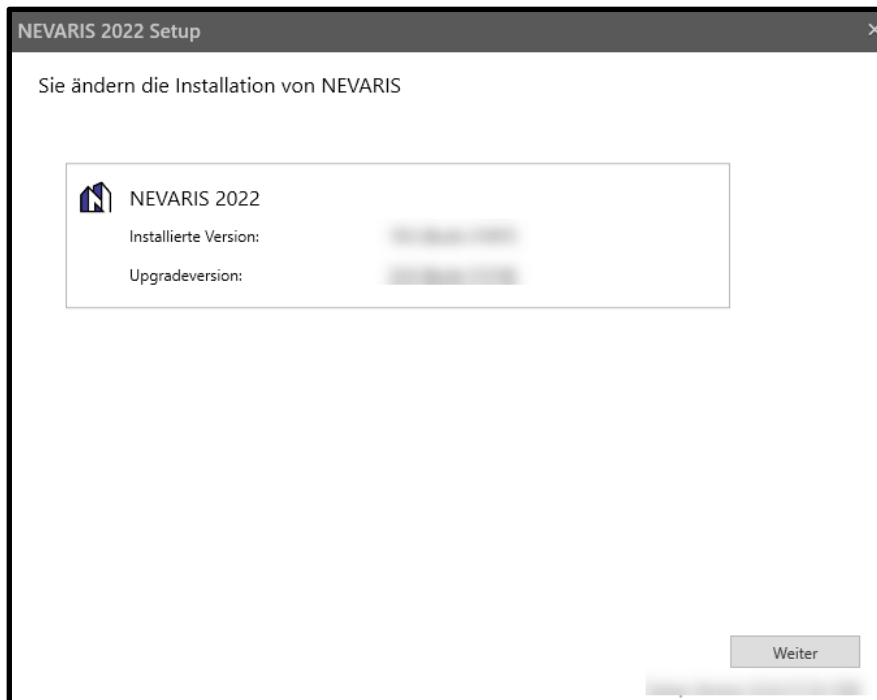 NEVARIS 2022 Setup
Sie ändern die Installation von NEVARIS
NEVARIS 2022
Installierte Version:
Upgradeversion:
Weiter